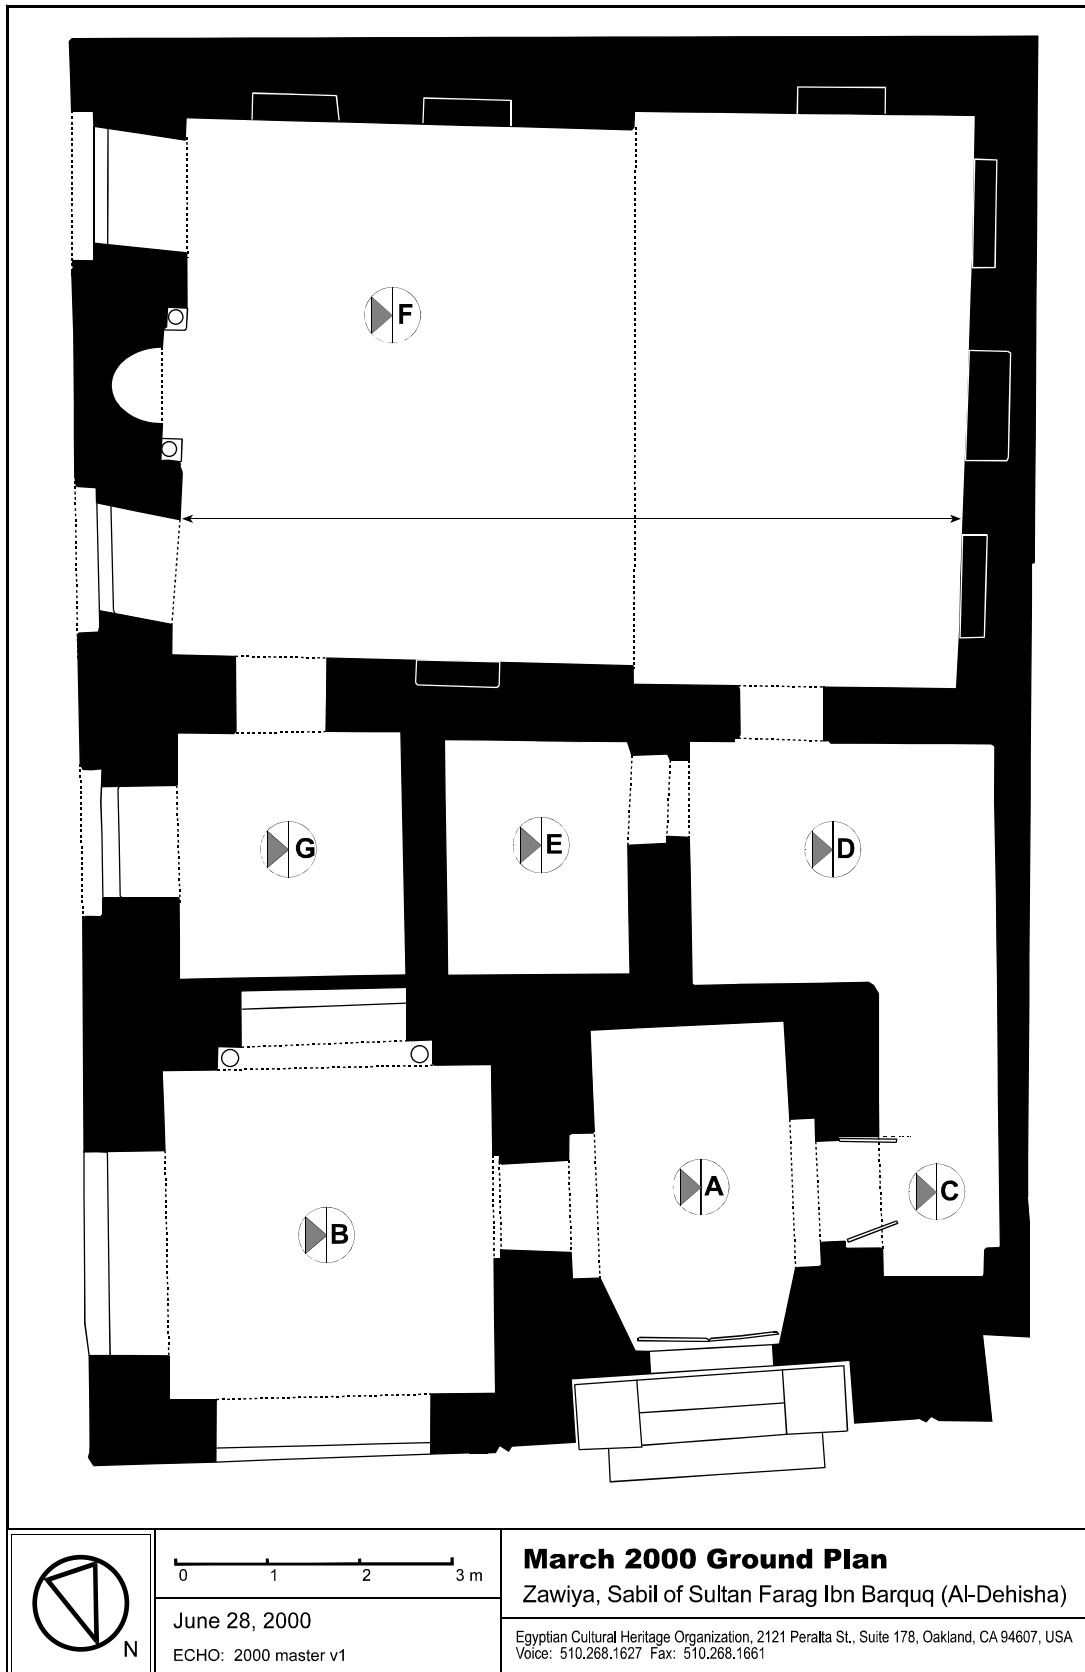 F
G
E
D
A
C
B
N
0 1 2 3 m
June 28, 2000
ECHO: 2000 master v1
March 2000 Ground Plan
Zawiya, Sabil of Sultan Farag Ibn Barquq (Al-Dehisha)
Egyptian Cultural Heritage Organization, 2121 Peralta St., Suite 178, Oakland, CA 94607, USA
Voice: 510.268.1627 Fax: 510.268.1661